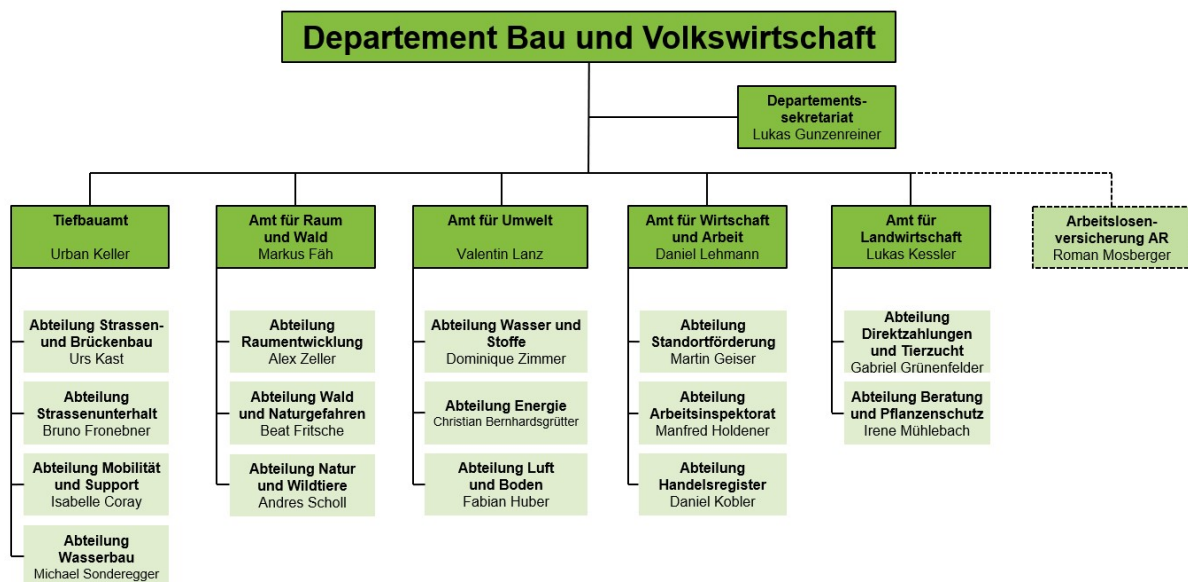 Departement Bau und Volkswirtschaft
Departements-
sekretariat
Lukas Gunzenreiner
Tiefbauamt
Urban Keller
Amt für Raum
und Wald
Markus Fäh
Amt für Umwelt
Valentin Lanz
Amt für Wirtschaft
und Arbeit
Daniel Lehmann
Amt für
Landwirtschaft
Lukas Kessler
Arbeitslosen-
versicherung AR
Roman Mosberger
Abteilung Strassen-
und Brückenbau
Urs Kast
Abteilung
Strassenunterhalt
Bruno Fronebner
Abteilung Mobilität
und Support
Isabelle Coray
Abteilung
Wasserbau
Michael Sonderegger
Abteilung
Raumentwicklung
Alex Zeller
Abteilung Wald
und Naturgefahren
Beat Fritsche
Abteilung Natur
und Wildtiere
Andres Scholl
Abteilung Wasser und
Stoffe
Dominique Zimmer
Abteilung Energie
Christian Bernhardsgrütter
Abteilung Luft
und Boden
Fabian Huber
Abteilung
Standortförderung
Martin Geiser
Abteilung
Arbeitsinspektorat
Manfred Holdener
Abteilung
Handelsregister
Daniel Kobler
Abteilung
Direktzahlungen
und Tierzucht
Gabriel Grünenfelder
Abteilung Beratung
und Pflanzenschutz
Irene Mühlebach